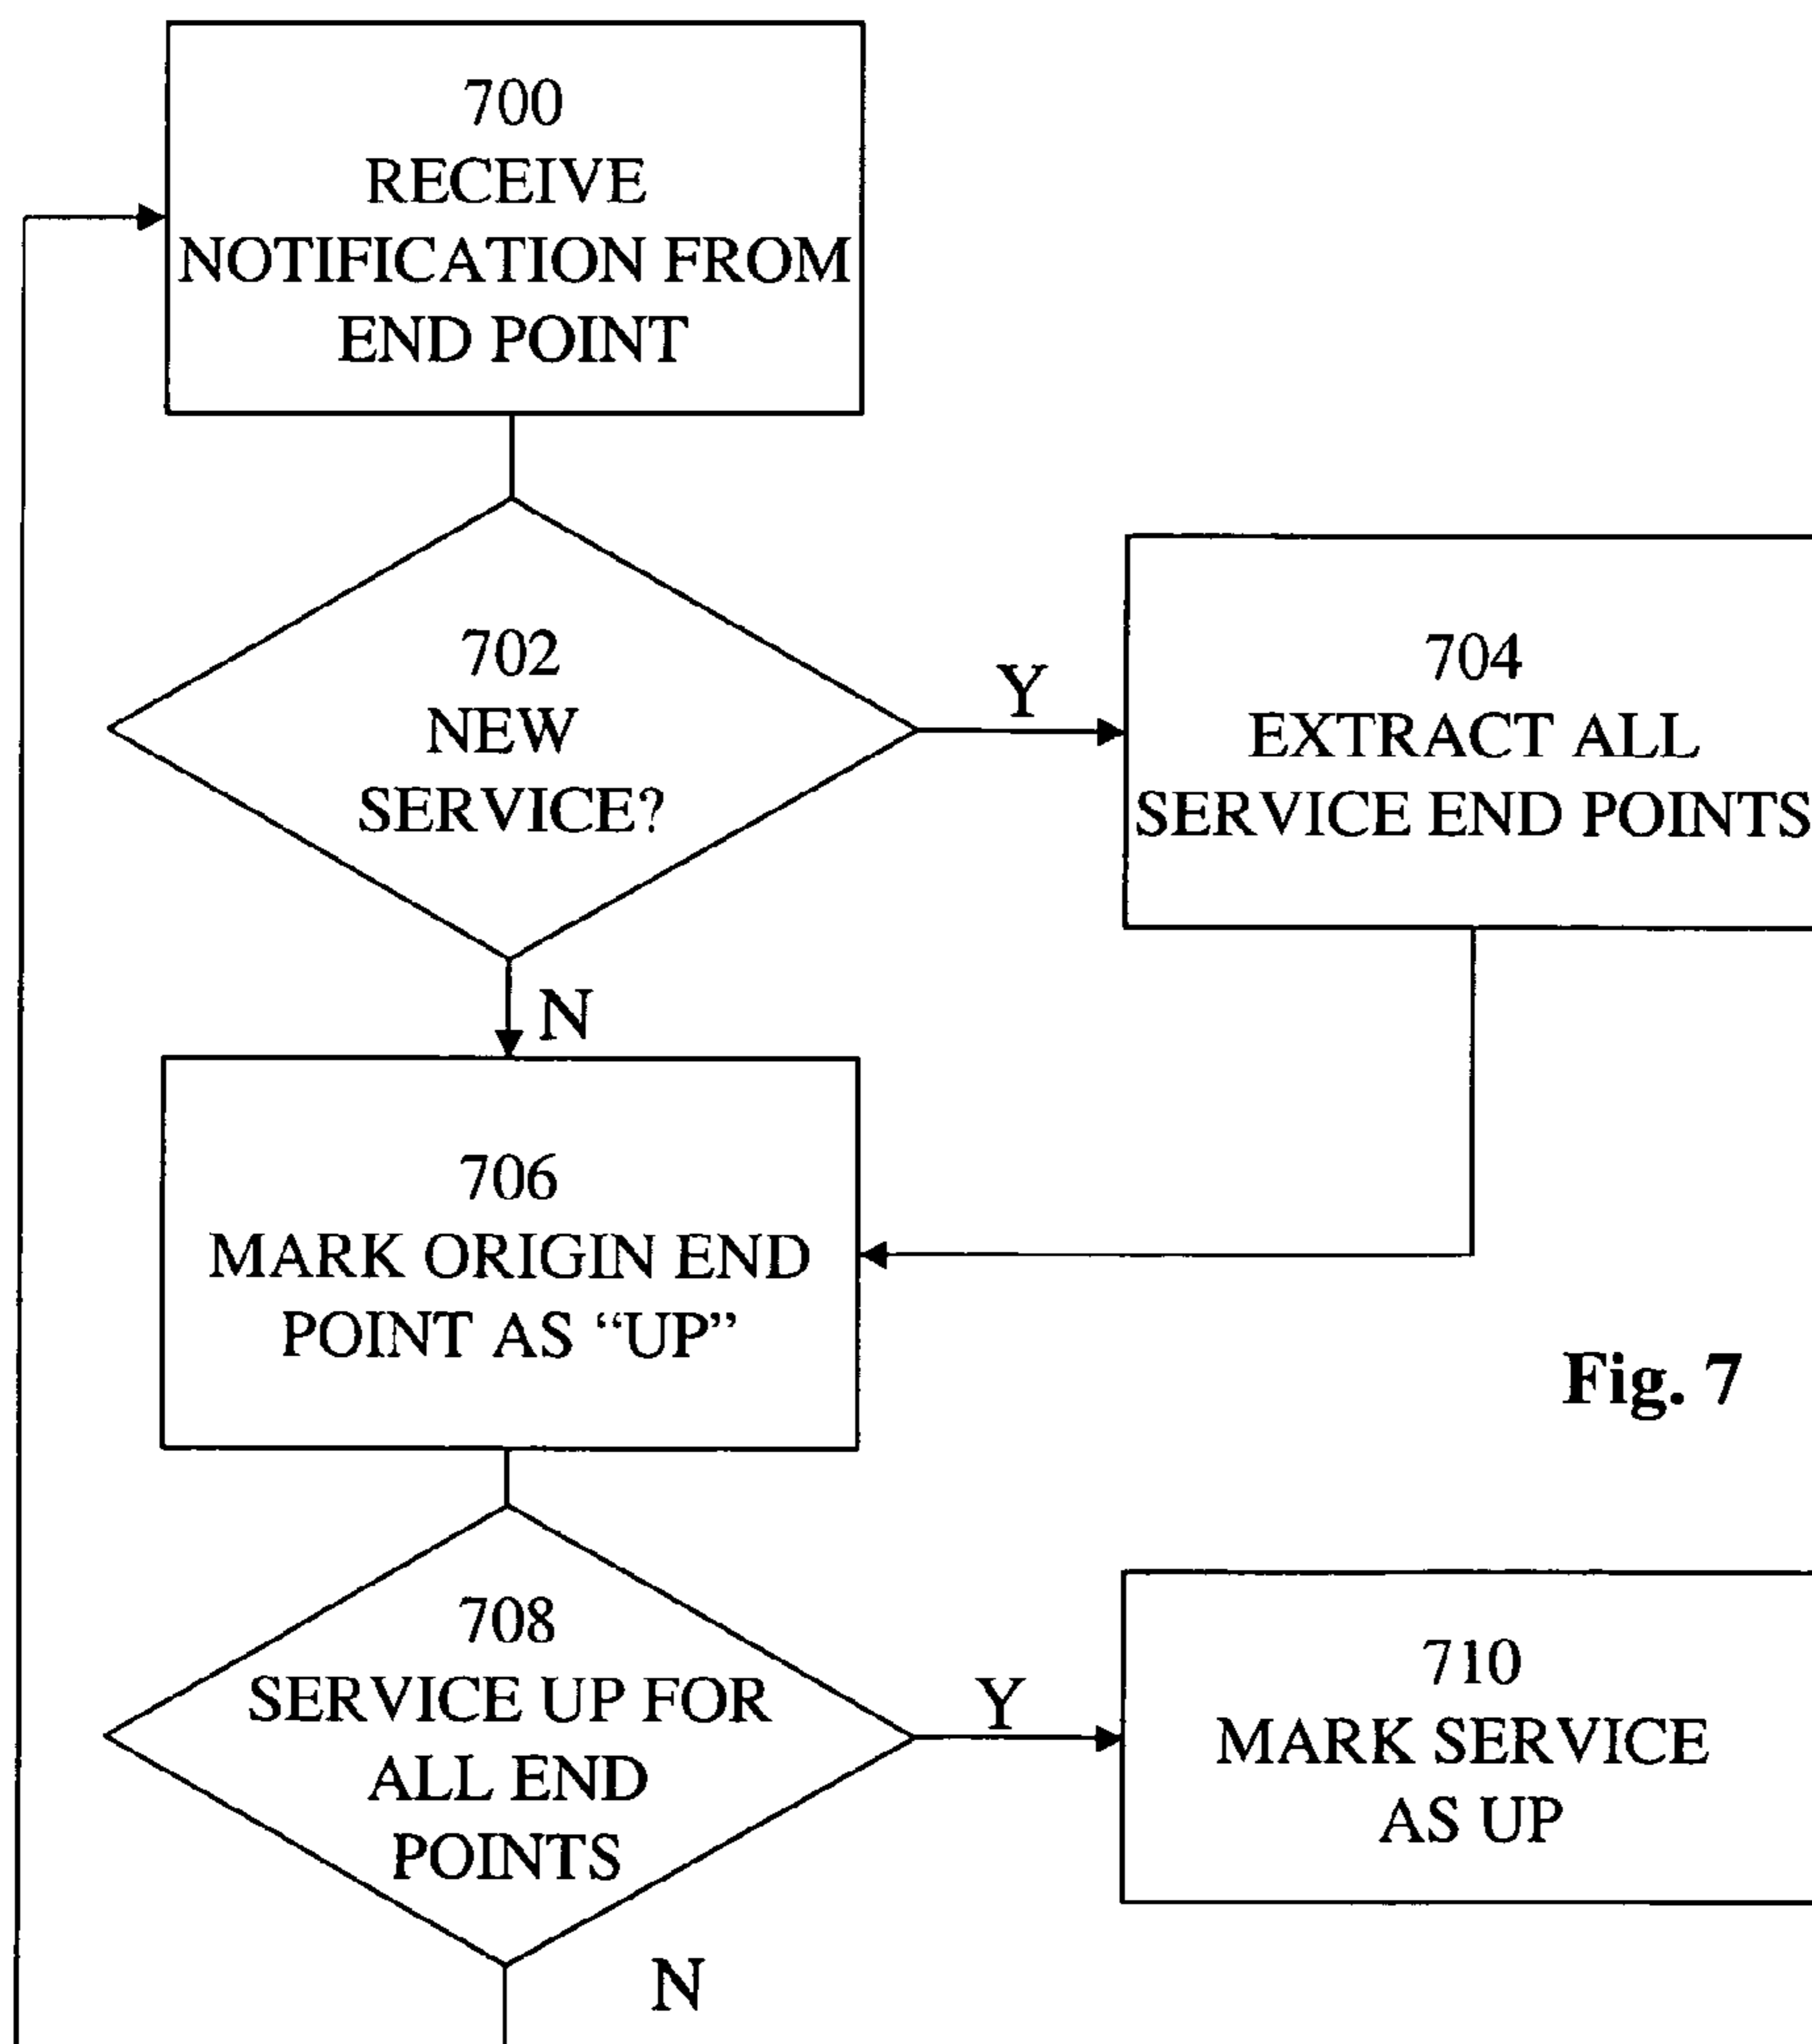 700
RECEIVE
NOTIFICATION FROM
END POINT
702
NEW
SERVICE?
Y
704
EXTRACT ALL
SERVICE END POINTS
N
706
MARK ORIGIN END
POINT AS “UP”
Fig. 7
708
SERVICE UP FOR
ALL END
POINTS
Y
710
MARK SERVICE
AS UP
N